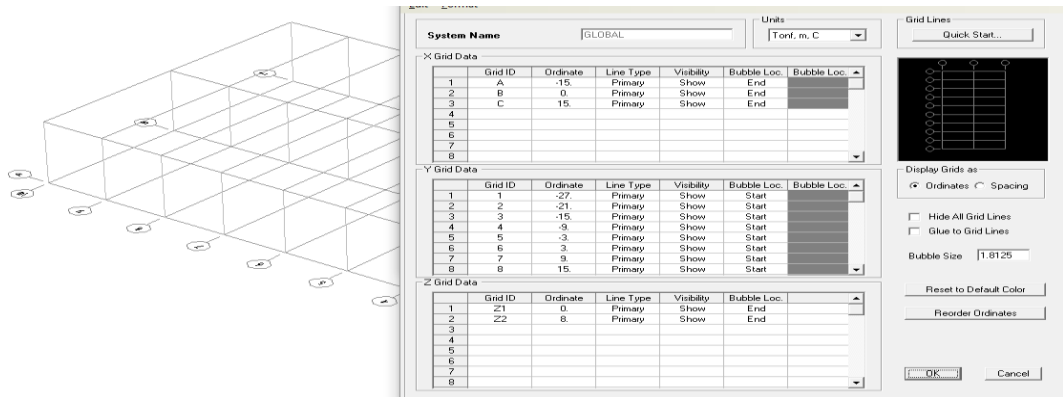 Edit Format
System Name GLOBAL
Units
Tonf, m, C
Grid Lines
Quick Start...
X Grid Data
Grid ID Ordinate Line Type Visibility Bubble Loc. Bubble Loc.
1 A -15. Primary Show End
2 B 0. Primary Show End
3 C 15. Primary Show End
4
5
6
7
8
Y Grid Data
Grid ID Ordinate Line Type Visibility Bubble Loc. Bubble Loc.
1 1 -27. Primary Show Start
2 2 -21. Primary Show Start
3 3 -15. Primary Show Start
4 4 -9. Primary Show Start
5 5 -3. Primary Show Start
6 6 3. Primary Show Start
7 7 9. Primary Show Start
8 8 15. Primary Show Start
Display Grids as
Ordinates Spacing
Hide All Grid Lines
Glue to Grid Lines
Bubble Size 1.8125
Z Grid Data
Grid ID Ordinate Line Type Visibility Bubble Loc.
1 Z1 0. Primary Show End
2 Z2 8. Primary Show End
3
4
5
6
7
8
Reset to Default Color
Reorder Ordinates
OK Cancel